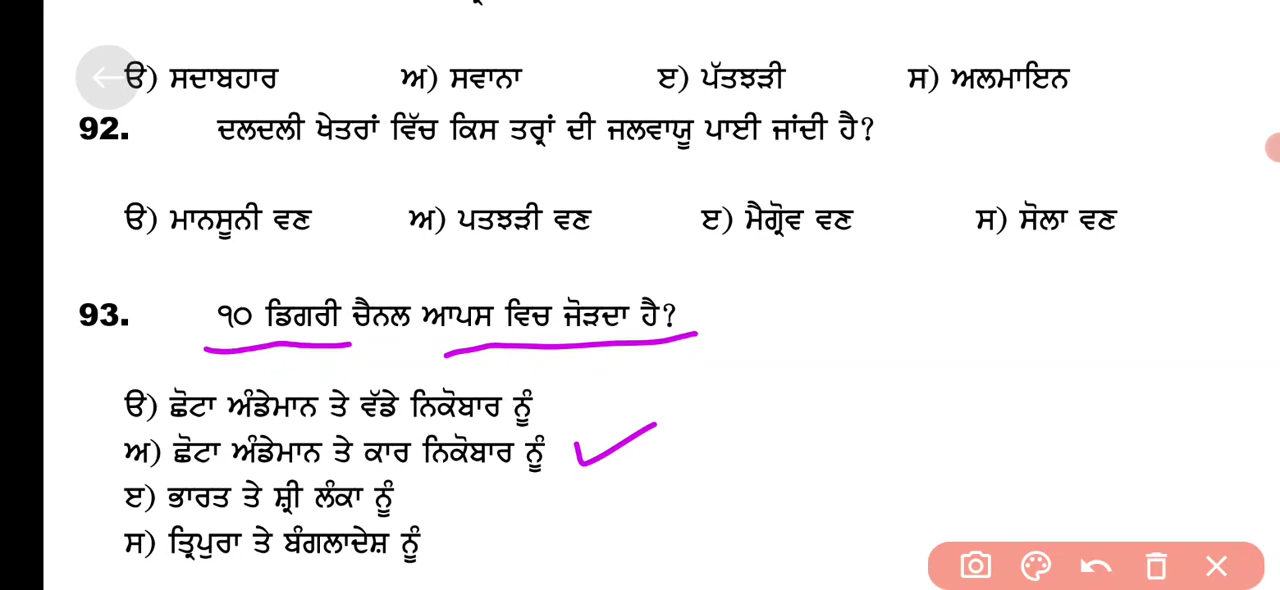 ੳ) ਸਦਾਬਹਾਰ ਅ) ਸਵਾਨਾ ੲ) ਪੱਤਝੜੀ ਸ) ਅਲਮਾਇਨ
92. ਦਲਦਲੀ ਖੇਤਰਾਂ ਵਿੱਚ ਕਿਸ ਤਰ੍ਹਾਂ ਦੀ ਜਲਵਾਯੂ ਪਾਈ ਜਾਂਦੀ ਹੈ?
ੳ) ਮਾਨਸੂਨੀ ਵਣ ਅ) ਪਤਝੜੀ ਵਣ ੲ) ਮੈਗ੍ਰੋਵ ਵਣ ਸ) ਸੋਲਾ ਵਣ
93. ੧੦ ਡਿਗਰੀ ਚੈਨਲ ਆਪਸ ਵਿਚ ਜੋੜਦਾ ਹੈ?
ੳ) ਛੋਟਾ ਅੰਡੇਮਾਨ ਤੇ ਵੱਡੇ ਨਿਕੋਬਾਰ ਨੂੰ
ਅ) ਛੋਟਾ ਅੰਡੇਮਾਨ ਤੇ ਕਾਰ ਨਿਕੋਬਾਰ ਨੂੰ
ੲ) ਭਾਰਤ ਤੇ ਸ਼੍ਰੀ ਲੰਕਾ ਨੂੰ
ਸ) ਤ੍ਰਿਪੁਰਾ ਤੇ ਬੰਗਲਾਦੇਸ਼ ਨੂੰ